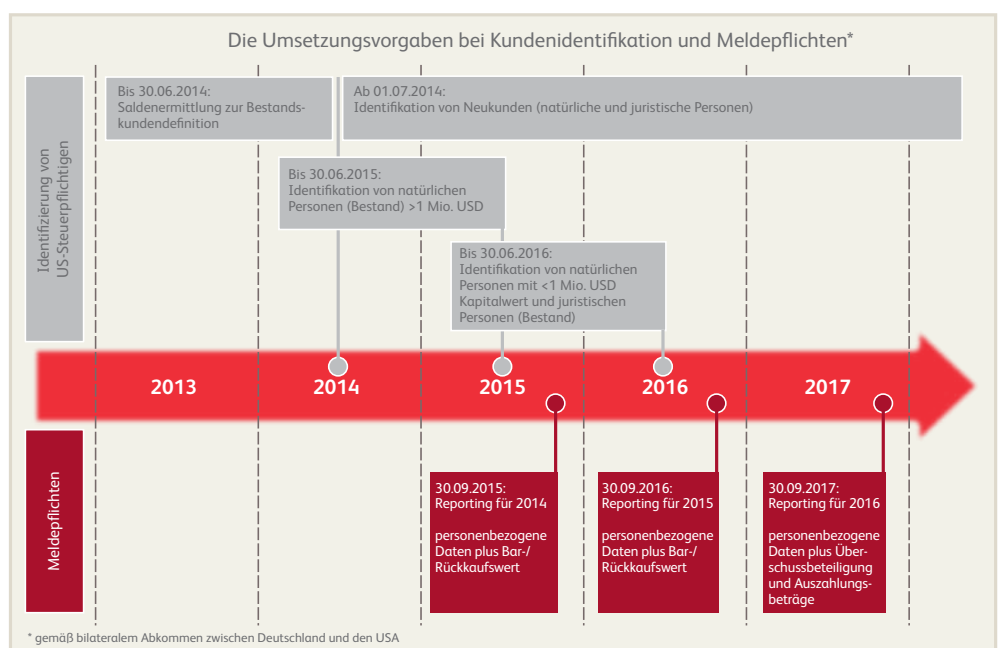 Die Umsetzungsvorgaben bei Kundenidentifikation und Meldepflichten*
Identifizierung von
US-Steuerpflichtigen
Bis 30.06.2014:
Saldenermittlung zur Bestands-
kundendefinition
Ab 01.07.2014:
Identifikation von Neukunden (natürliche und juristische Personen)
Bis 30.06.2015:
Identifikation von natürlichen
Personen (Bestand) >1 Mio. USD
Bis 30.06.2016:
Identifikation von natürlichen
Personen mit <1 Mio. USD
Kapitalwert und juristischen
Personen (Bestand)
2013
2014
2015
2016
2017
Meldepflichten
30.09.2015:
Reporting für 2014
personenbezogene
Daten plus Bar-/
Rückkaufswert
30.09.2016:
Reporting für 2015
personenbezogene
Daten plus Bar-/
Rückkaufswert
30.09.2017:
Reporting für 2016
personenbezogene
Daten plus Über-
schussbeteiligung
und Auszahlungs-
beträge
* gemäß bilateralem Abkommen zwischen Deutschland und den USA